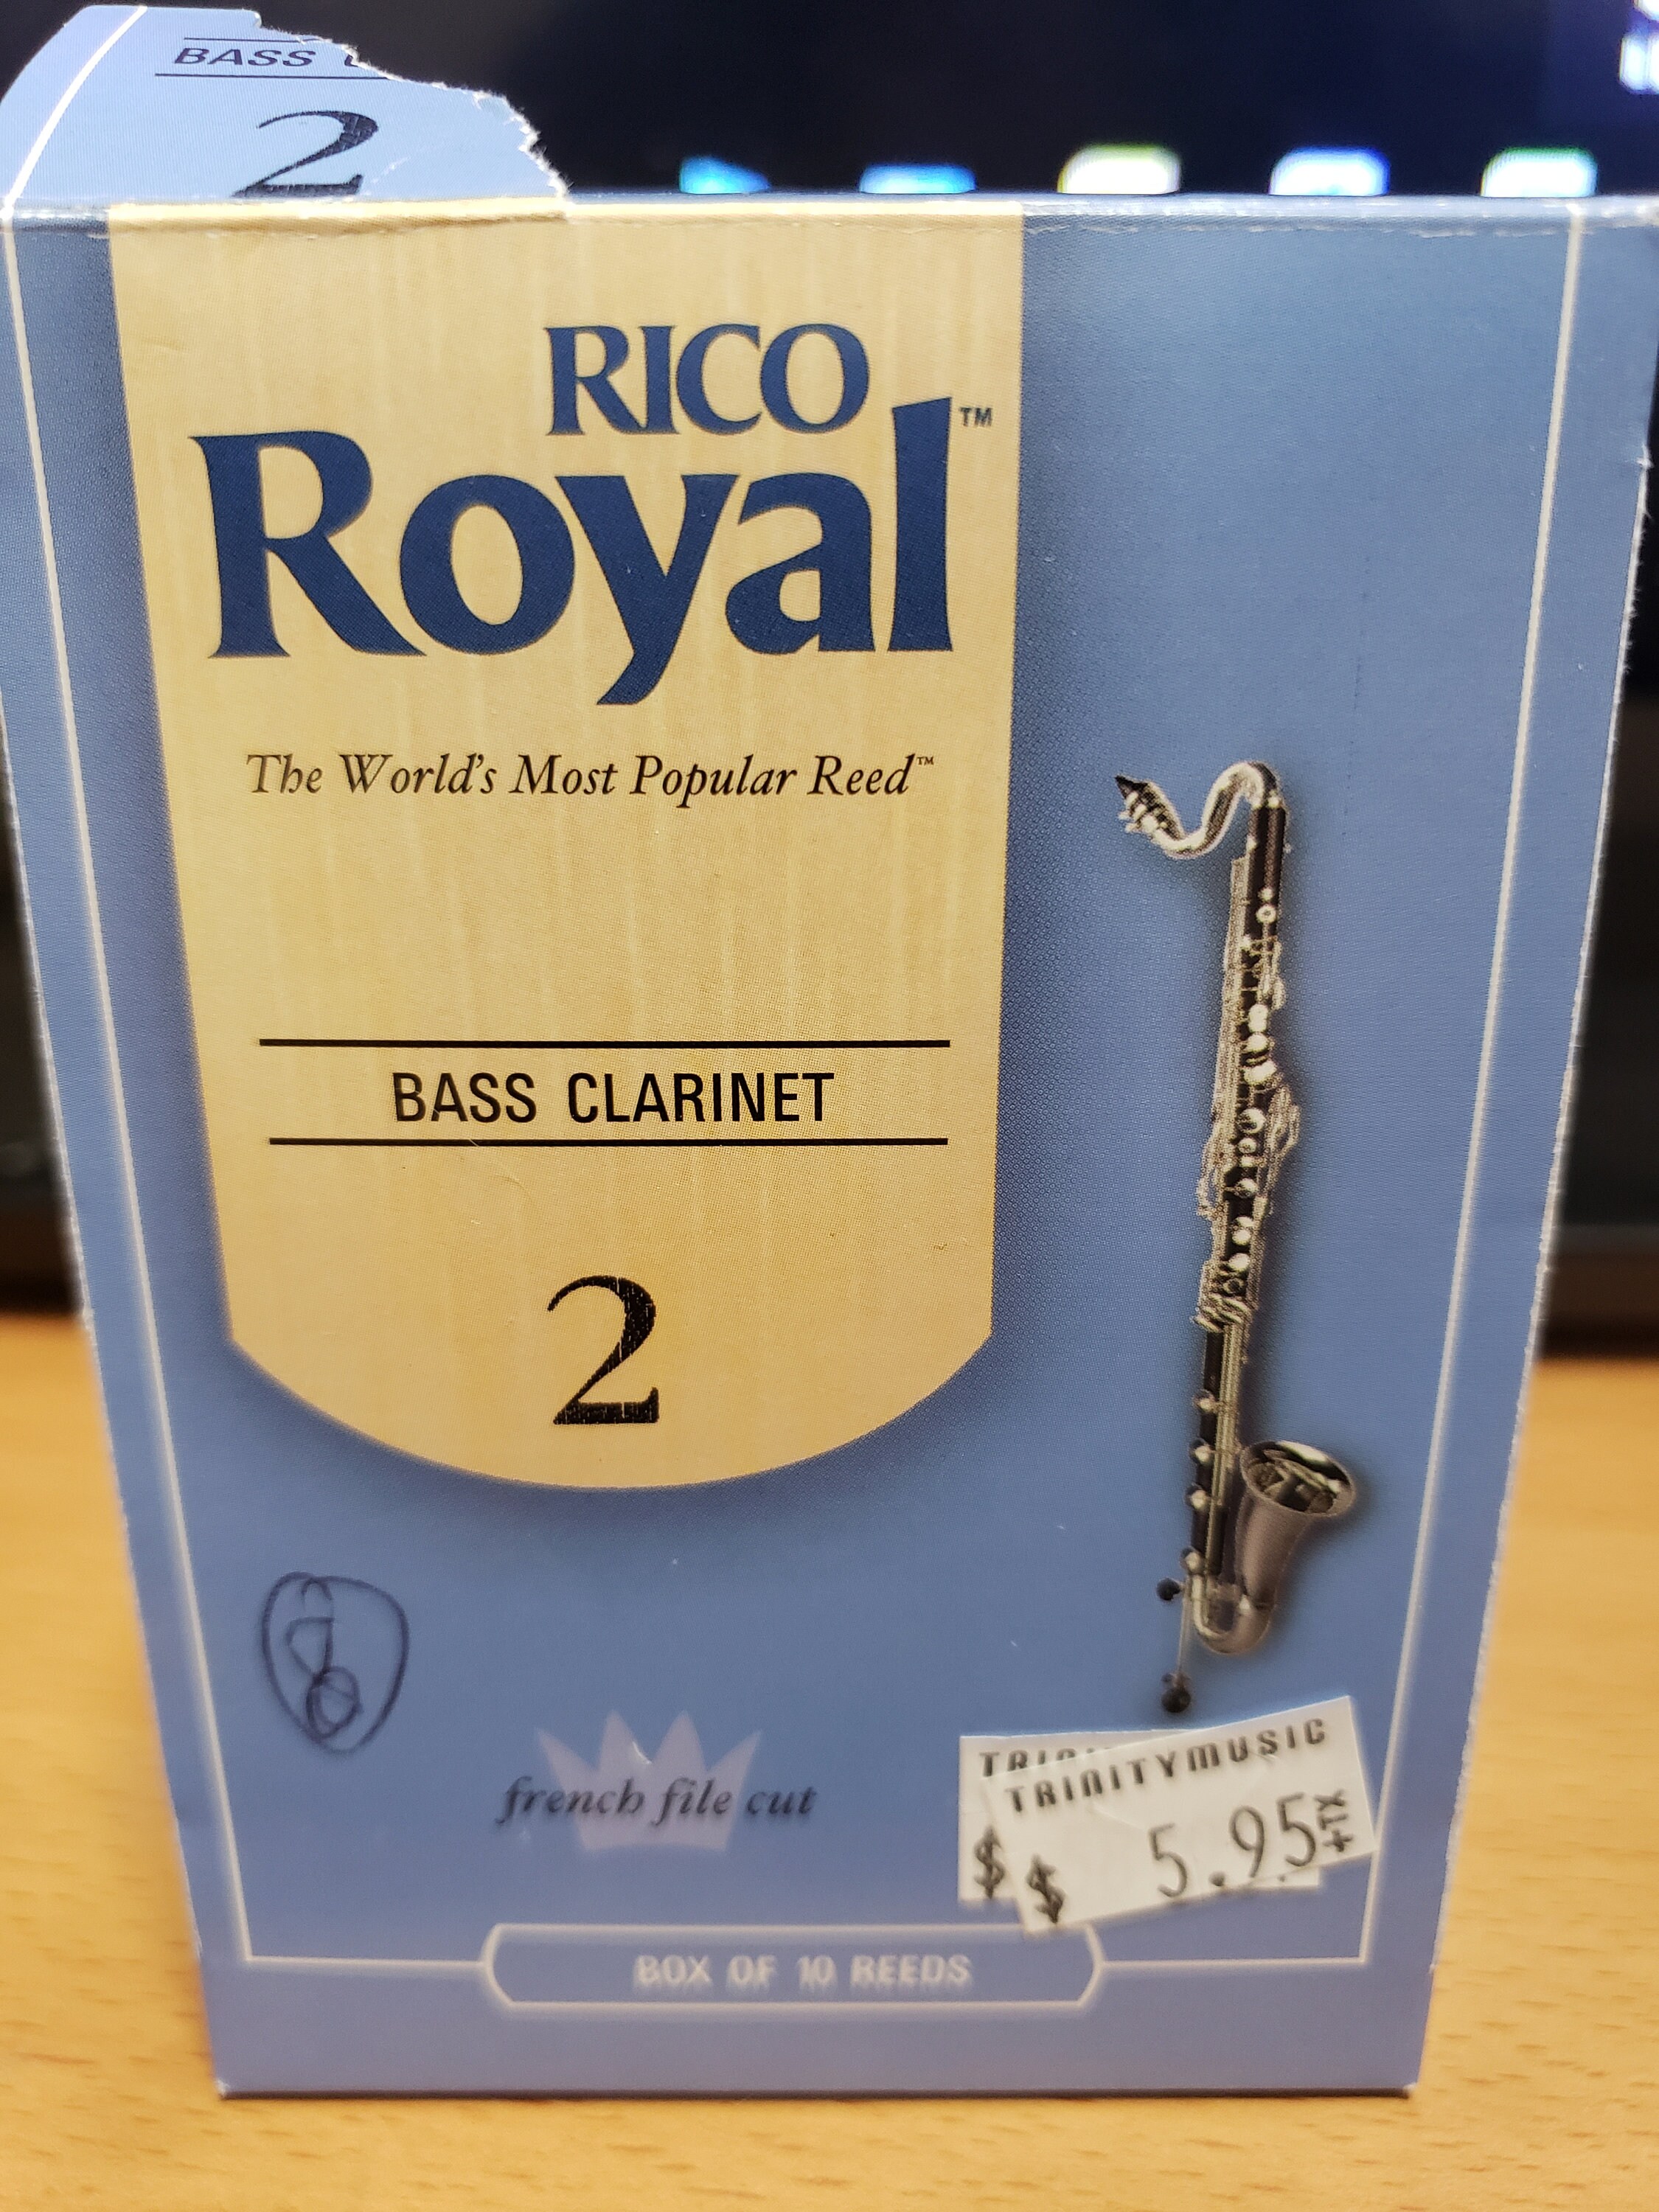 BASS
2
RICO
Royal™
The World's Most Popular Reed™
BASS CLARINET
2
8
french file cut
TRINITYMUSIC
$ 5.95 +TX
$
BOX OF 10 REEDS